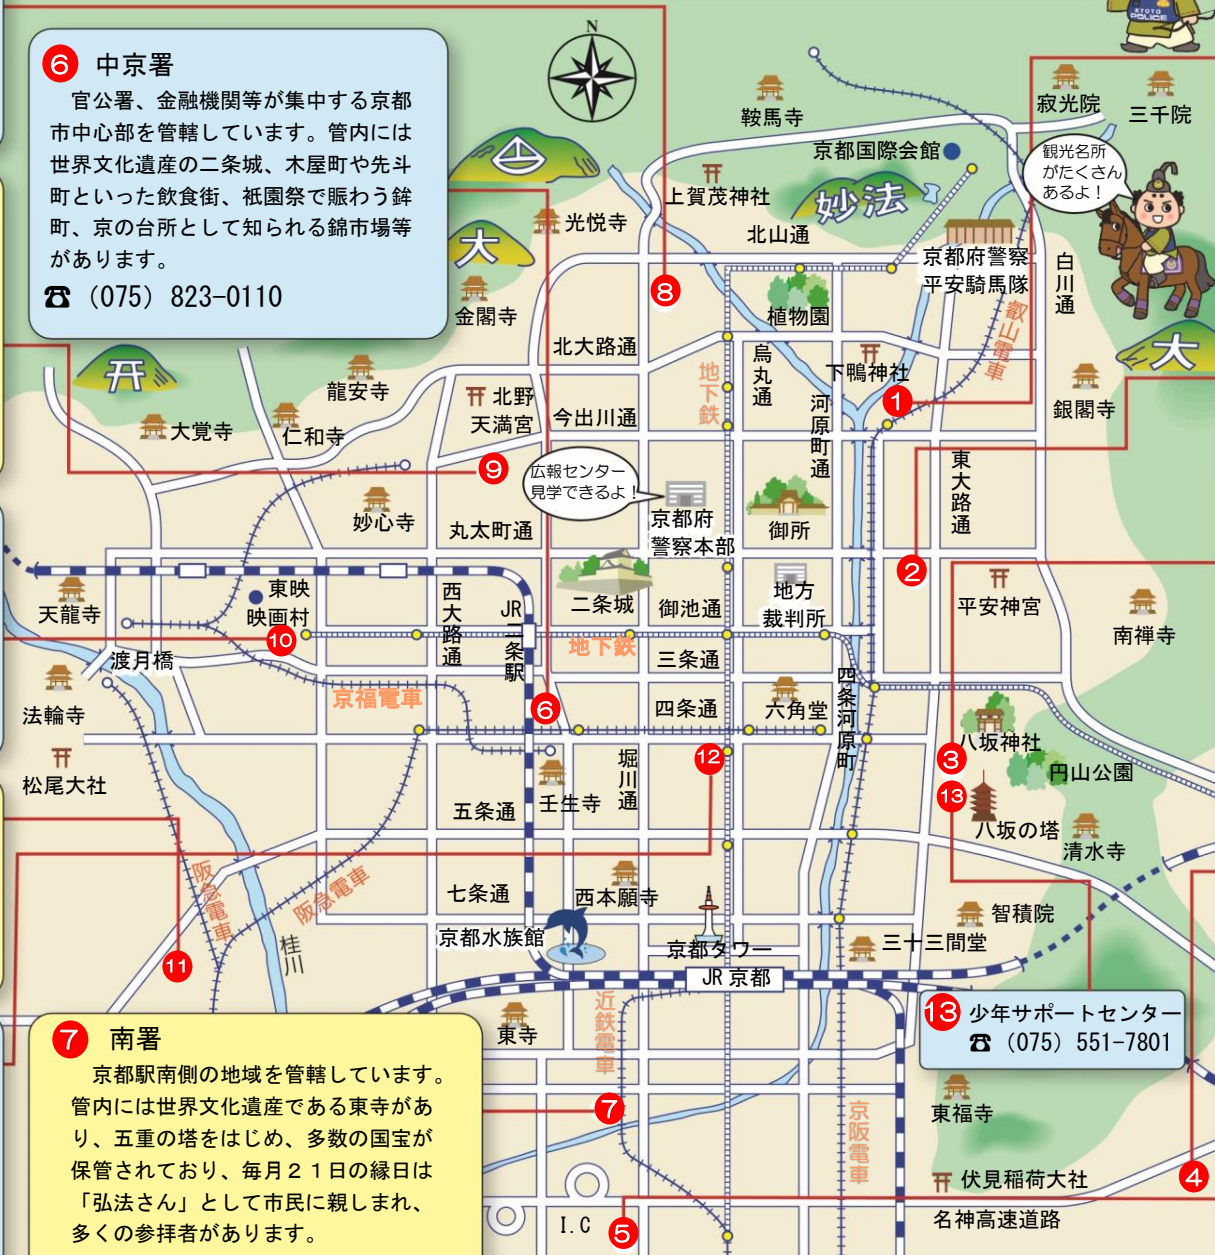 KYOTO
POLICE
6 中京署
官公署、金融機関等が集中する京都
市中心部を管轄しています。管内には
世界文化遺産の二条城、木屋町や先斗
町といった飲食街、祇園祭で賑わう鉾
町、京の台所として知られる錦市場等
があります。
☎ (075) 823-0110
N
鞍馬寺
寂光院
三千院
京都国際会館
観光名所
がたくさん
あるよ！
上賀茂神社
妙法
光悦寺
大
北山通
京都府警察
平安騎馬隊
白川通
金閣寺
8
植物園
叡山電車
北大路通
烏丸通
地下鉄
下鴨神社
大
龍安寺
北野
天満宮
今出川通
河原町通
1
銀閣寺
大覚寺
仁和寺
東大路通
9
広報センター
見学できるよ！
妙心寺
丸太町通
京都府
警察本部
御所
2
天龍寺
東映
映画村
西大路通
JR二条駅
二条城
御池通
地方
裁判所
平安神宮
南禅寺
10
地下鉄
渡月橋
三条通
法輪寺
京福電車
6
四条通
六角堂
四条河原町
八坂神社
松尾大社
12
3
円山公園
堀川通
壬生寺
13
五条通
八坂の塔
清水寺
阪急電車
阪急電車
七条通
西本願寺
智積院
京都水族館
京都タワー
三十三間堂
桂川
11
JR 京都
近鉄電車
東寺
13 少年サポートセンター
☎ (075) 551-7801
7 南署
京都駅南側の地域を管轄しています。
管内には世界文化遺産である東寺があ
り、五重の塔をはじめ、多数の国宝が
保管されており、毎月２１日の縁日は
「弘法さん」として市民に親しまれ、
多くの参拝者があります。
7
京阪電車
東福寺
伏見稲荷大社
4
I.C
5
名神高速道路